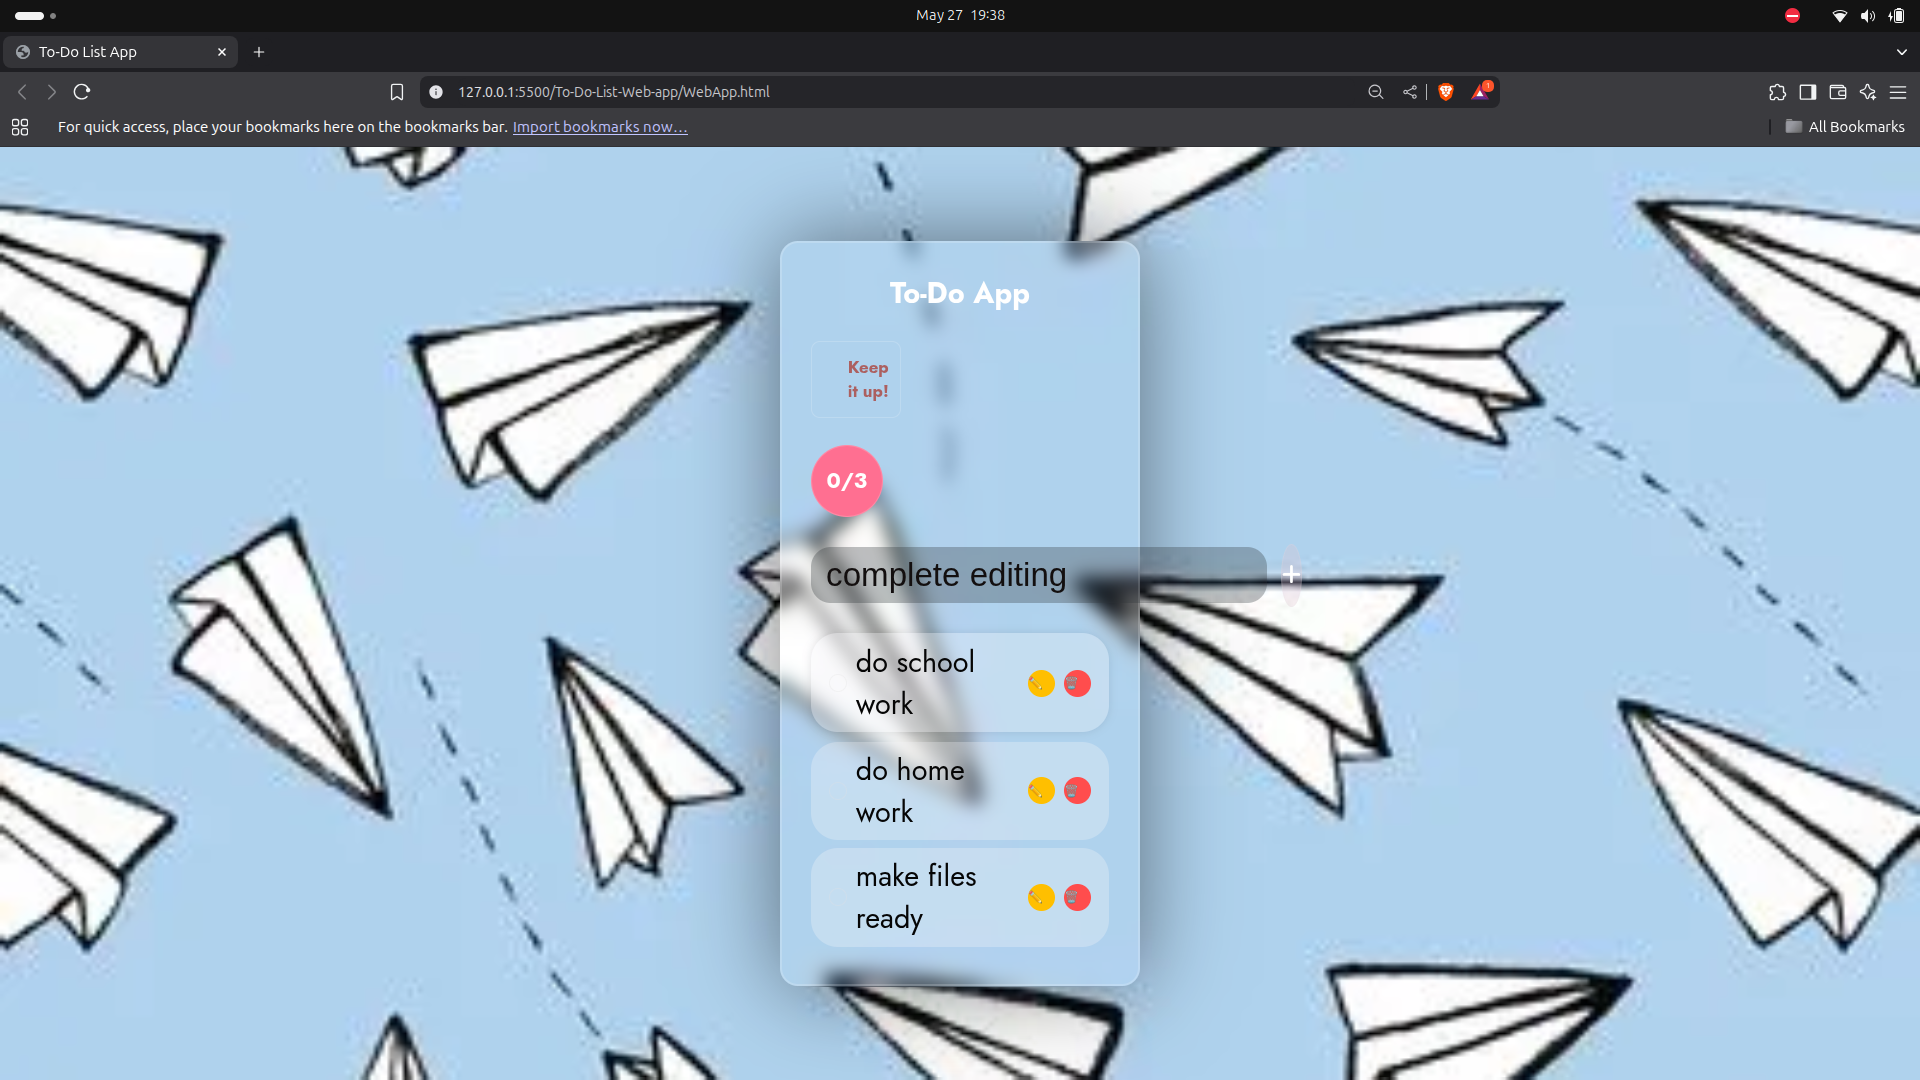 May 27 19:38
To-Do List App
127.0.0.1:5500/To-Do-List-Web-app/WebApp.html
1
For quick access, place your bookmarks here on the bookmarks bar. Import bookmarks now...
All Bookmarks
To-Do App
Keep
it up!
0/3
complete editing
+
do school
work
do home
work
make files
ready